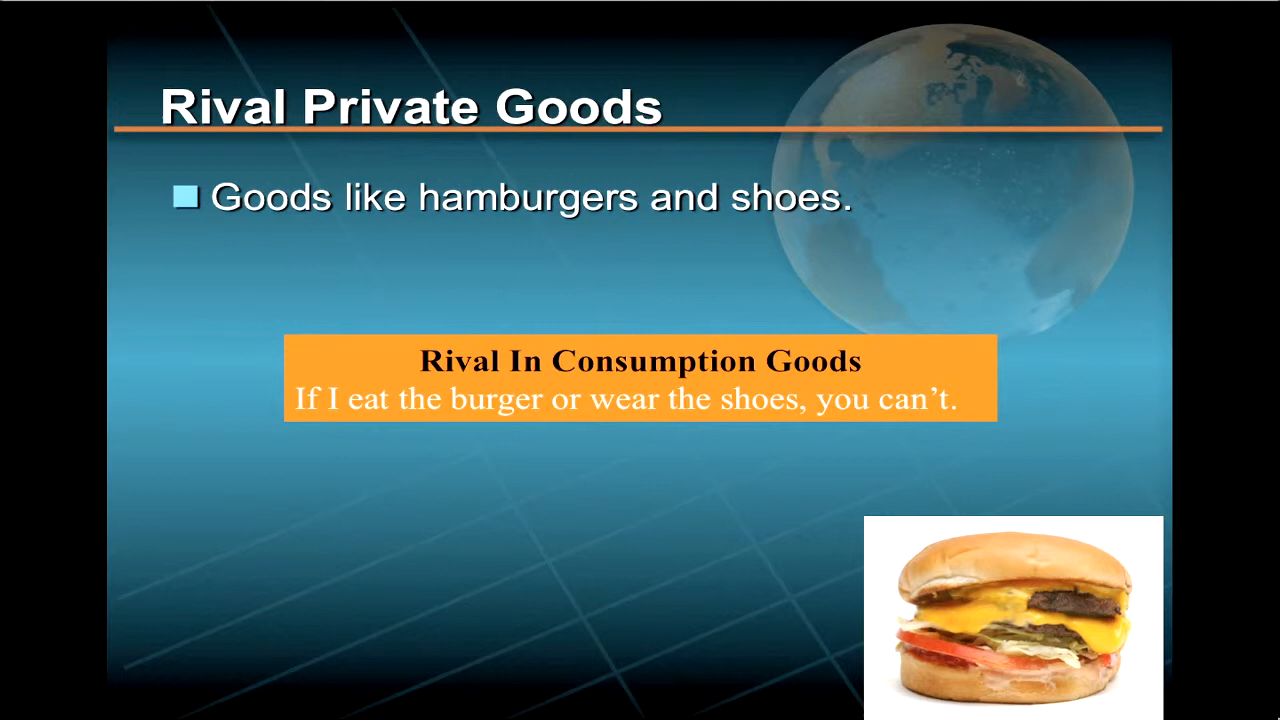 Rival Private Goods
Goods like hamburgers and shoes.
Rival In Consumption Goods
If I eat the burger or wear the shoes, you can’t.